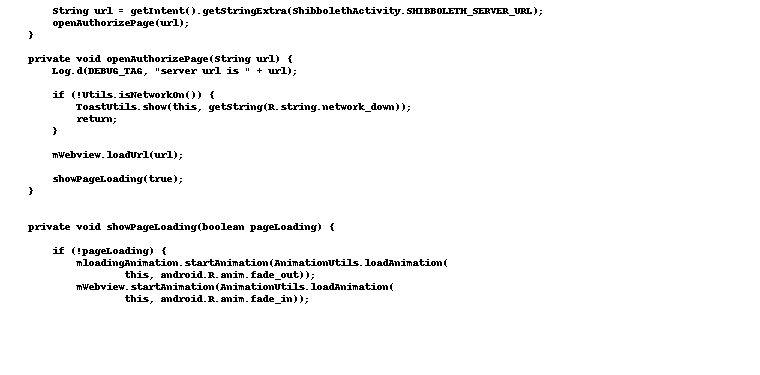 String url = getIntent().getStringExtra(ShibbolethActivity.SHIBBOLETH_SERVER_URL);
openAuthorizePage(url);
}
private void openAuthorizePage(String url) {
Log.d(DEBUG_TAG, "server url is " + url);
if (!Utils.isNetworkOn()) {
ToastUtils.show(this, getString(R.string.network_down));
return;
}
mWebview.loadUrl(url);
showPageLoading(true);
}
private void showPageLoading(boolean pageLoading) {
if (!pageLoading) {
mloadingAnimation.startAnimation(AnimationUtils.loadAnimation(
this, android.R.anim.fade_out));
mWebview.startAnimation(AnimationUtils.loadAnimation(
this, android.R.anim.fade_in));